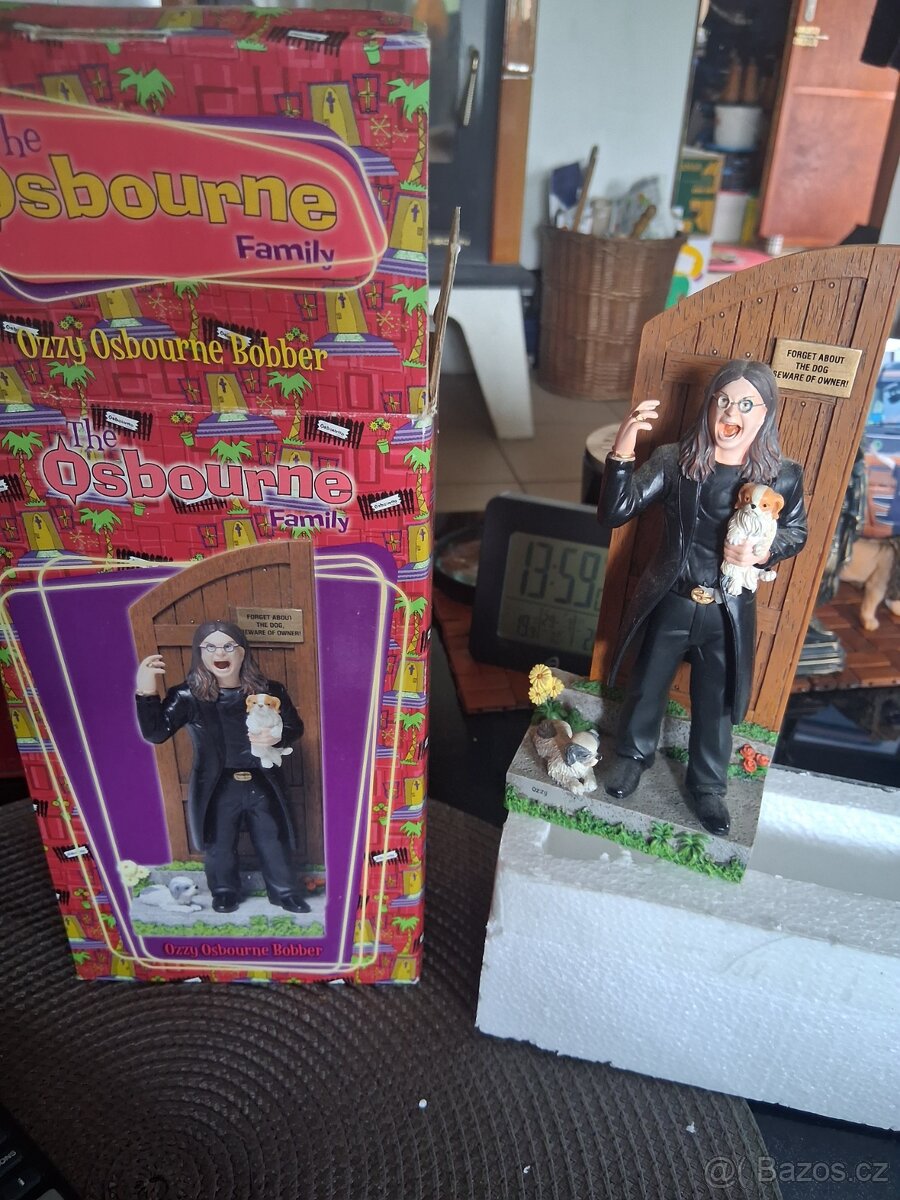 The
Osbourne
Family
Ozzy Osbourne Bobber
The
Osbourne
Family
FORGET ABOUT
THE DOG,
BEWARE OF OWNER!
Ozzy Osbourne Bobber
FORGET ABOUT
THE DOG
BEWARE OF OWNER!
13:59
Ozzy
@ Bazos.cz